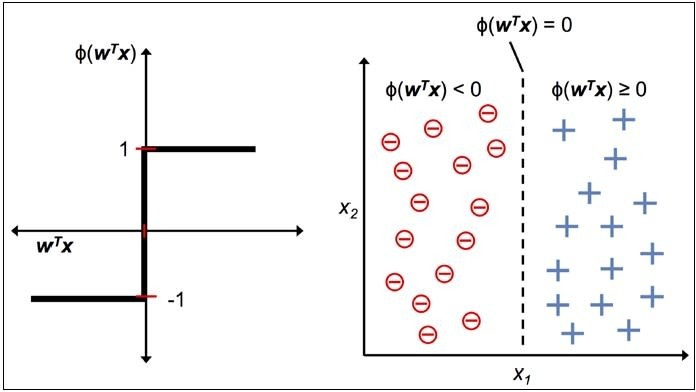 ϕ(wᵀx)
1
wᵀx
-1
ϕ(wᵀx) = 0
ϕ(wᵀx) < 0
ϕ(wᵀx) ≥ 0
x₂
x₁